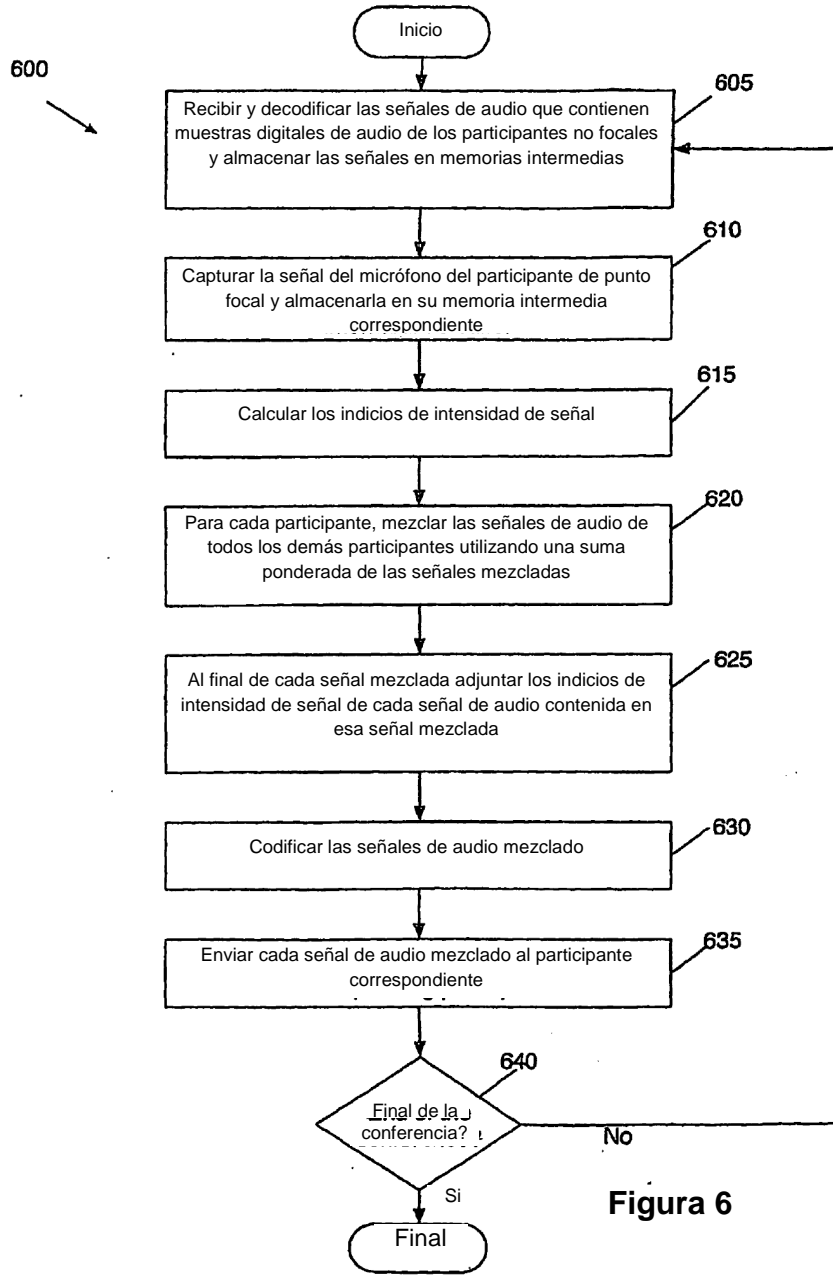 Inicio
600
605
Recibir y decodificar las señales de audio que contienen
muestras digitales de audio de los participantes no focales
y almacenar las señales en memorias intermedias
610
Capturar la señal del micrófono del participante de punto
focal y almacenarla en su memoria intermedia
correspondiente
615
Calcular los indicios de intensidad de señal
620
Para cada participante, mezclar las señales de audio de
todos los demás participantes utilizando una suma
ponderada de las señales mezcladas
625
Al final de cada señal mezclada adjuntar los indicios de
intensidad de señal de cada señal de audio contenida en
esa señal mezclada
630
Codificar las señales de audio mezclado
635
Enviar cada señal de audio mezclado al participante
correspondiente
640
Final de la
conferencia?
No
Si
Figura 6
Final